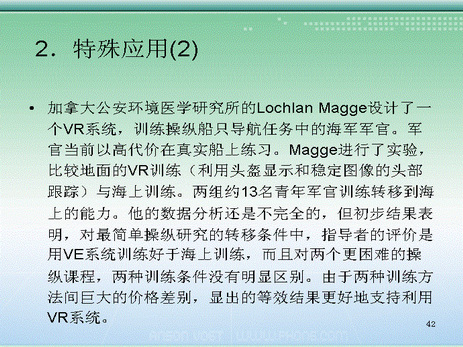 2．特殊应用(2)
• 加拿大公安环境医学研究所的Lochlan Magge设计了一
个VR系统，训练操纵船只导航任务中的海军军官。军
官当前以高代价在真实船上练习。Magge进行了实验，
比较地面的VR训练（利用头盔显示和稳定图像的头部
跟踪）与海上训练。两组约13名青年军官训练转移到海
上的能力。他的数据分析还是不完全的，但初步结果表
明，对最简单操纵研究的转移条件中，指导者的评价是
用VE系统训练好于海上训练，而且对两个更困难的操
纵课程，两种训练条件没有明显区别。由于两种训练方
法间巨大的价格差别，显出的等效结果更好地支持利用
VR系统。
42